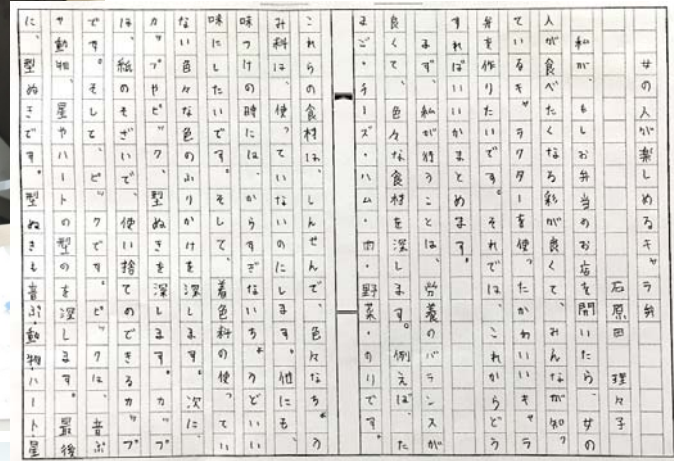 女の人が楽しめるキャラ弁
石原田 理々子
私が、もしお弁当のお店を開いたら、女の
人が食べたくなる彩が良くて、みんなが知っ
ているキャラクターを使ったかわいいキャラ
弁を作りたいです。それでは、これからどう
すればいいかまとめます。
まず、私が行うことは、栄養のバランスが
良くて、色々な食材を深します。例えば、た
まご・チーズ・ハム・肉・野菜・のりです。
これらの食材は、しんせんで、色々なちょう
み料は、使っていないのにします。他にも、
味つけの時には、からすぎないちょうどいい
味にしたいです。そして、着色料の使ってい
ない色々な色のふりかけを深します。次に、
カップやピック、型ぬきを深します。カップ
は、紙のそざいで、使い捨てのできるカップ
です。そして、ピックです。ピックは、音ぷ
や動物、星やハートの型のを深します。最後
に、型ぬきです。型ぬきも音ぷ・動物・ハート・星